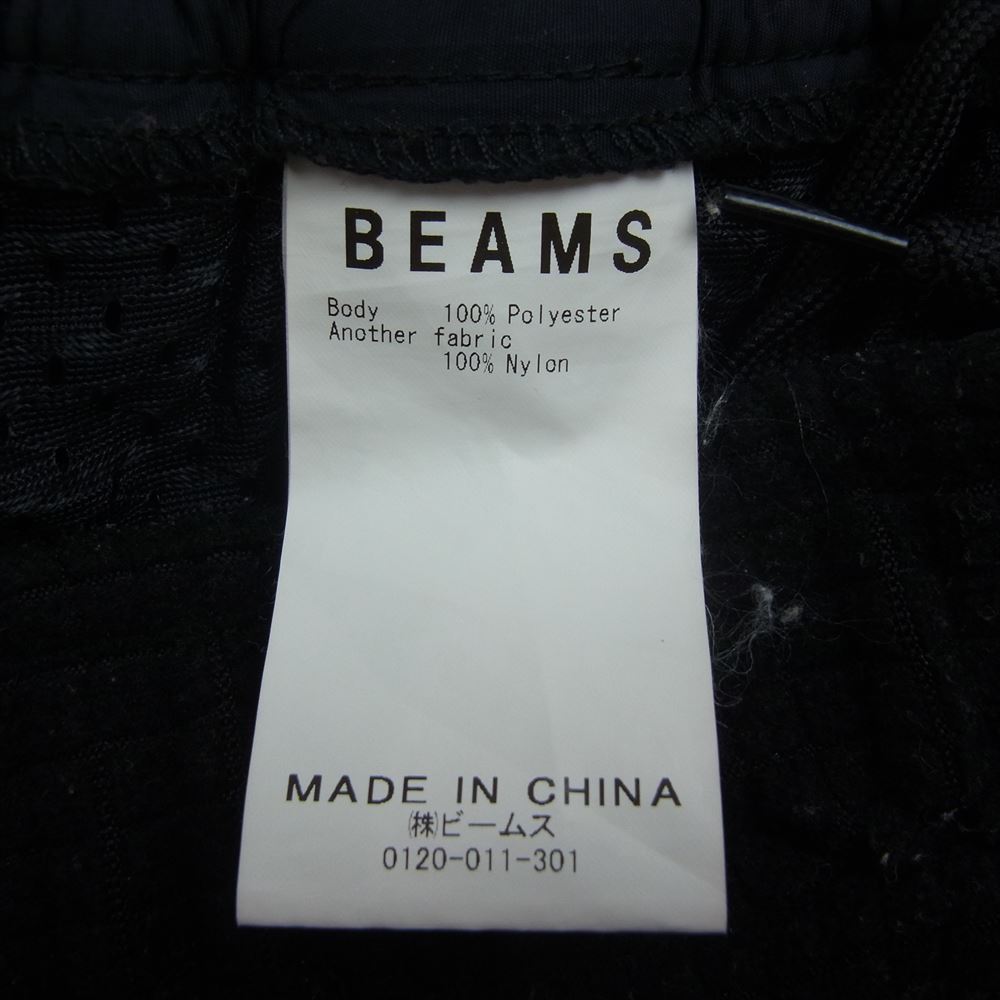 BEAMS
Body 100% Polyester
Another fabric
100% Nylon
MADE IN CHINA
㈱ビームス
0120-011-301